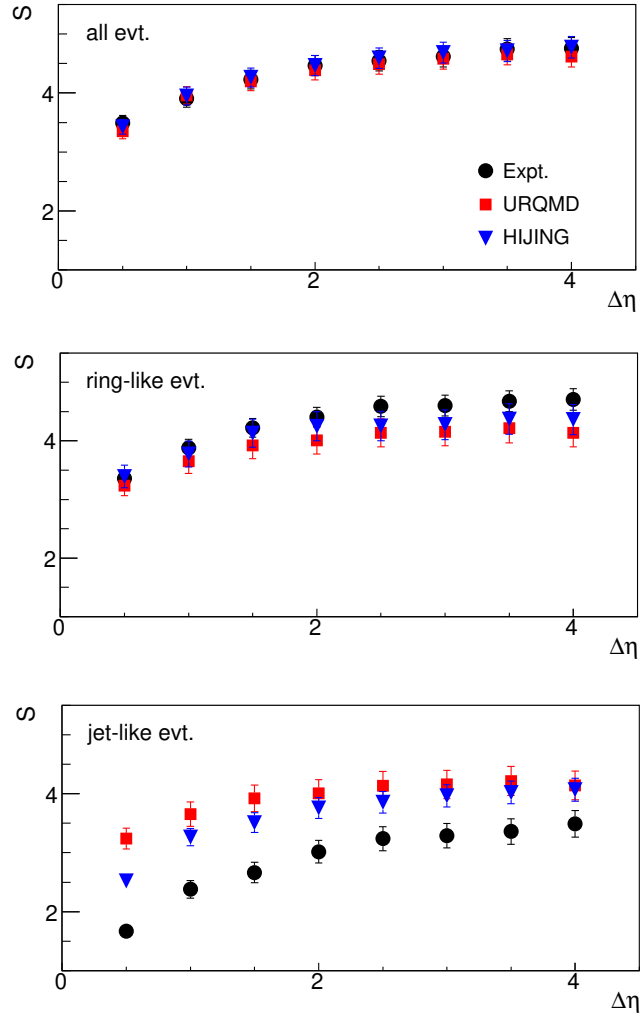 S
all evt.
4
Expt.
URQMD
2
HIJING
0
2
4
Δη
S
ring-like evt.
4
2
0
2
4
Δη
S
jet-like evt.
4
2
0
2
4
Δη